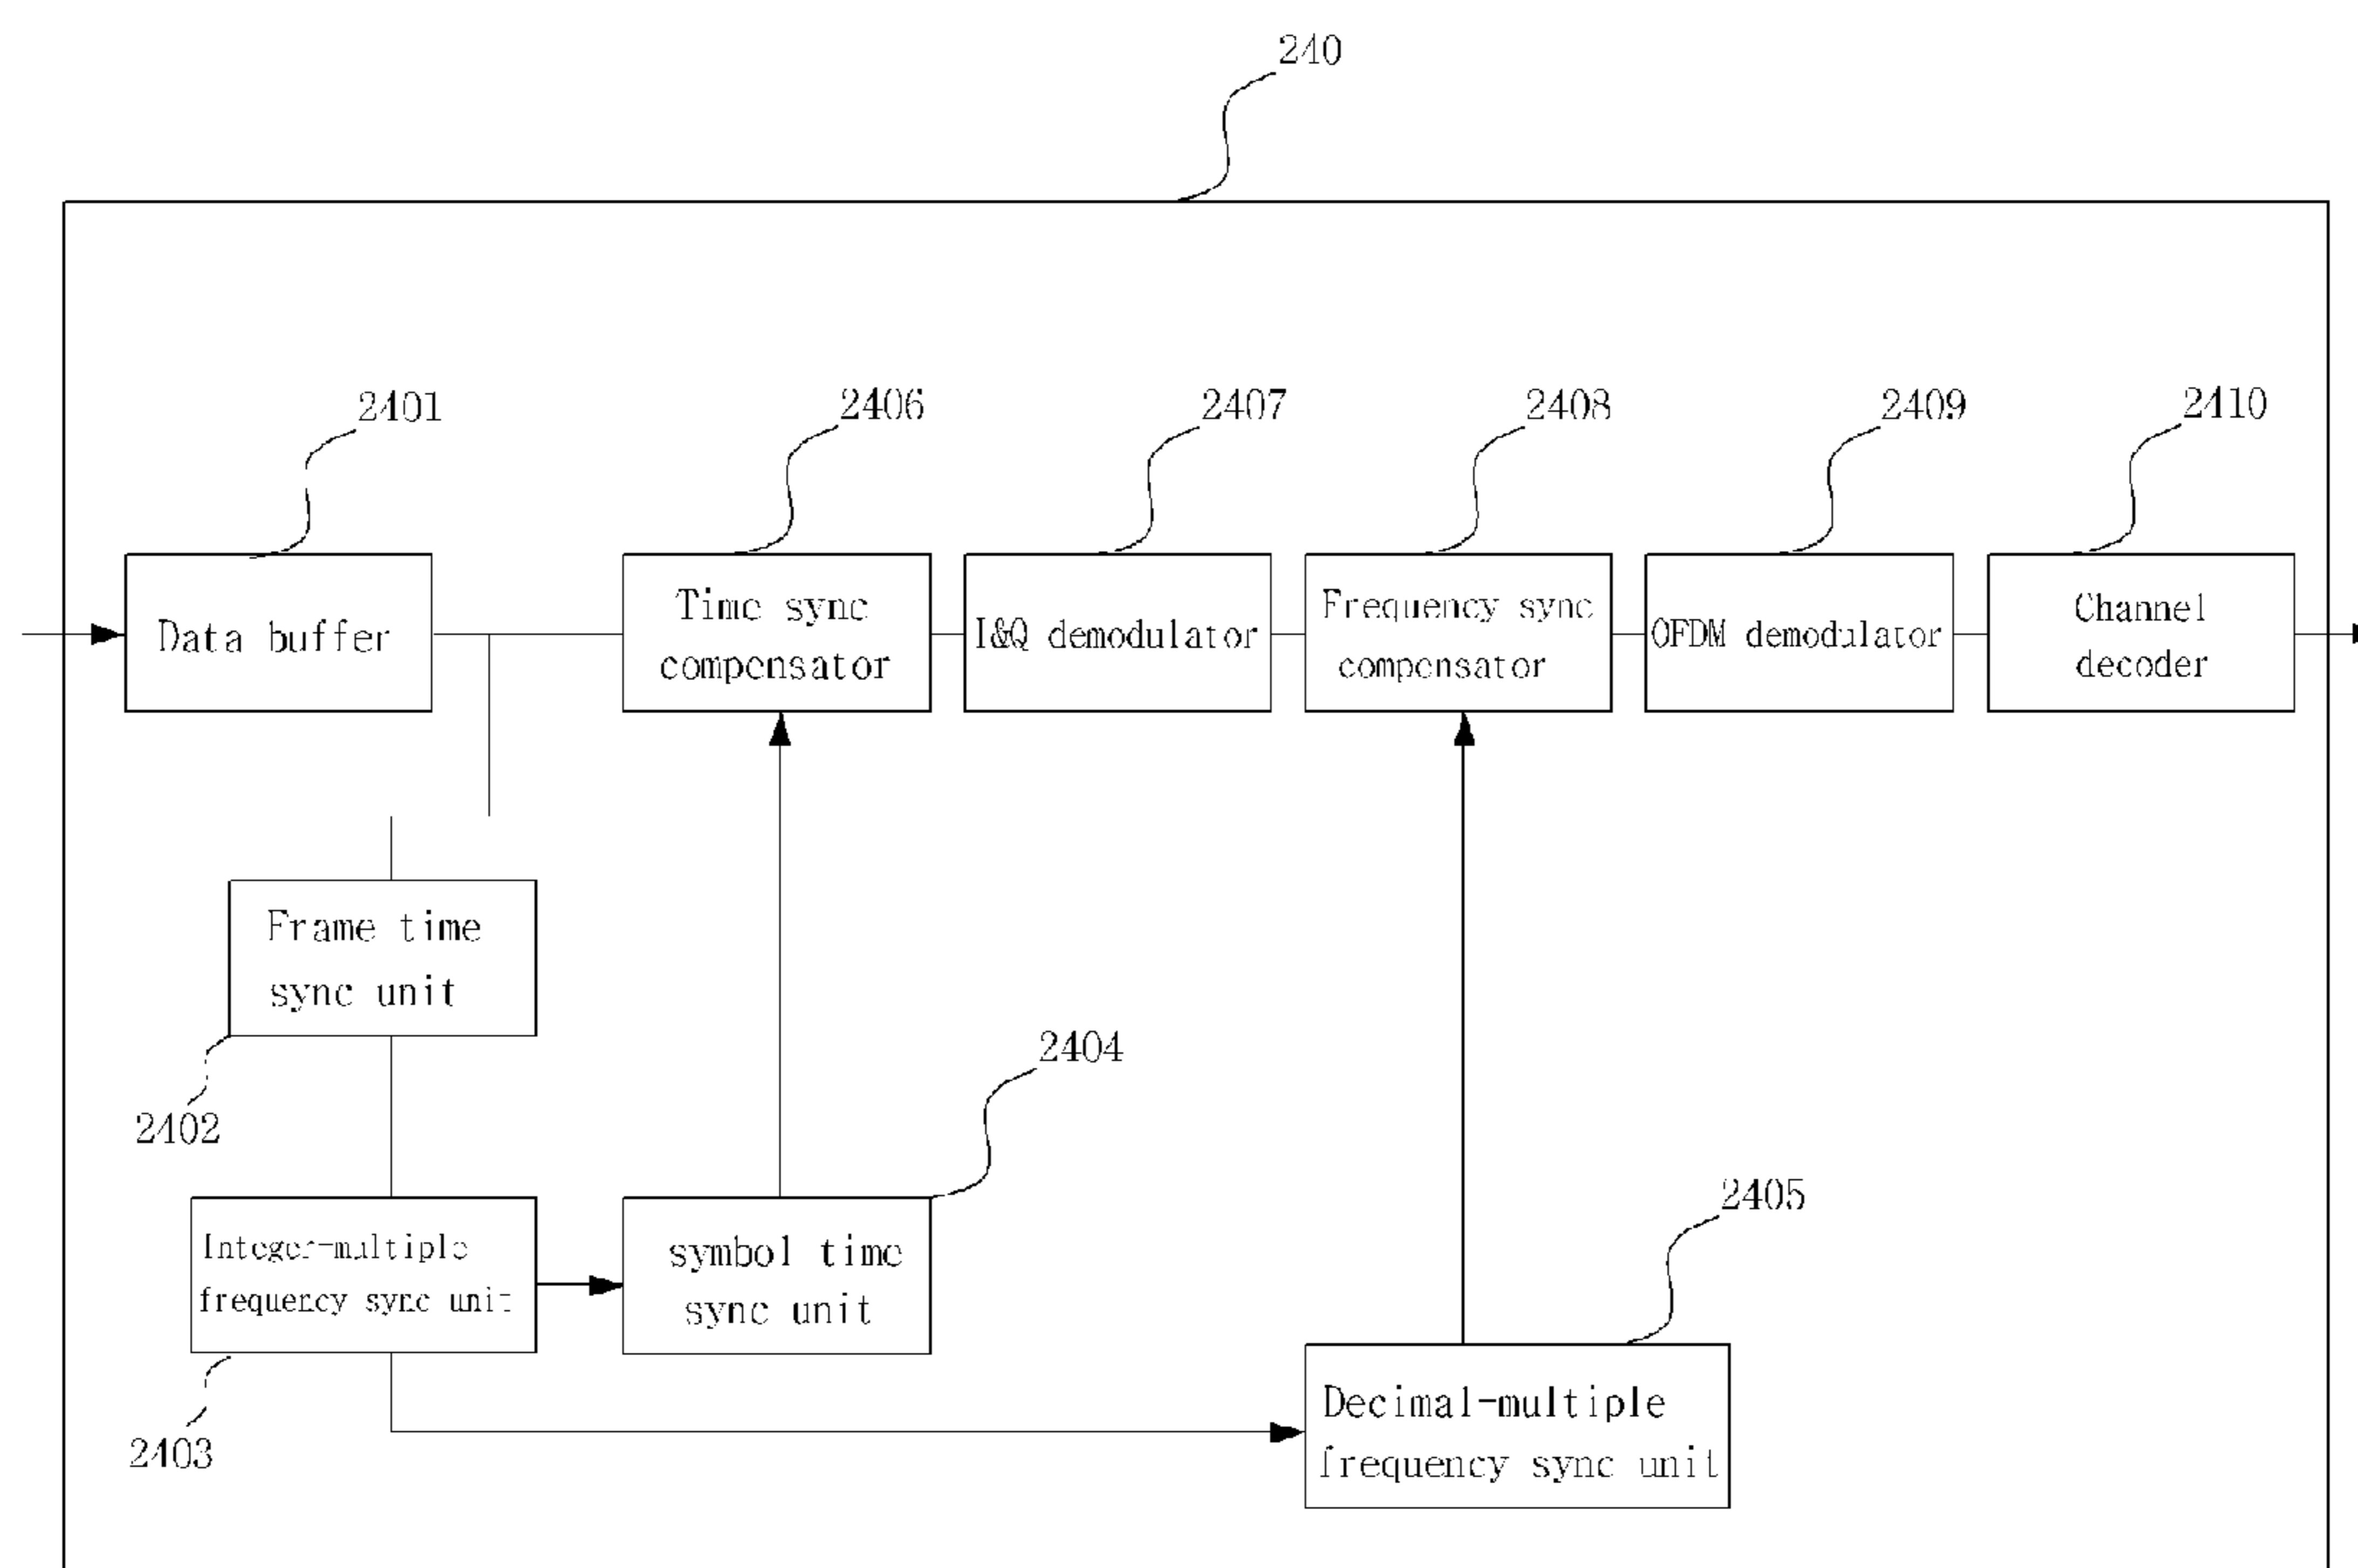 240
2401
2406
2407
2408
2409
2410
Data buffer
Time sync
compensator
I&Q demodulator
Frequency sync
compensator
OFDM demodulator
Channel
decoder
Frame time
sync unit
2402
2404
2405
Integer-multiple
frequency sync unit
symbol time
sync unit
2403
Decimal-multiple
frequency sync unit